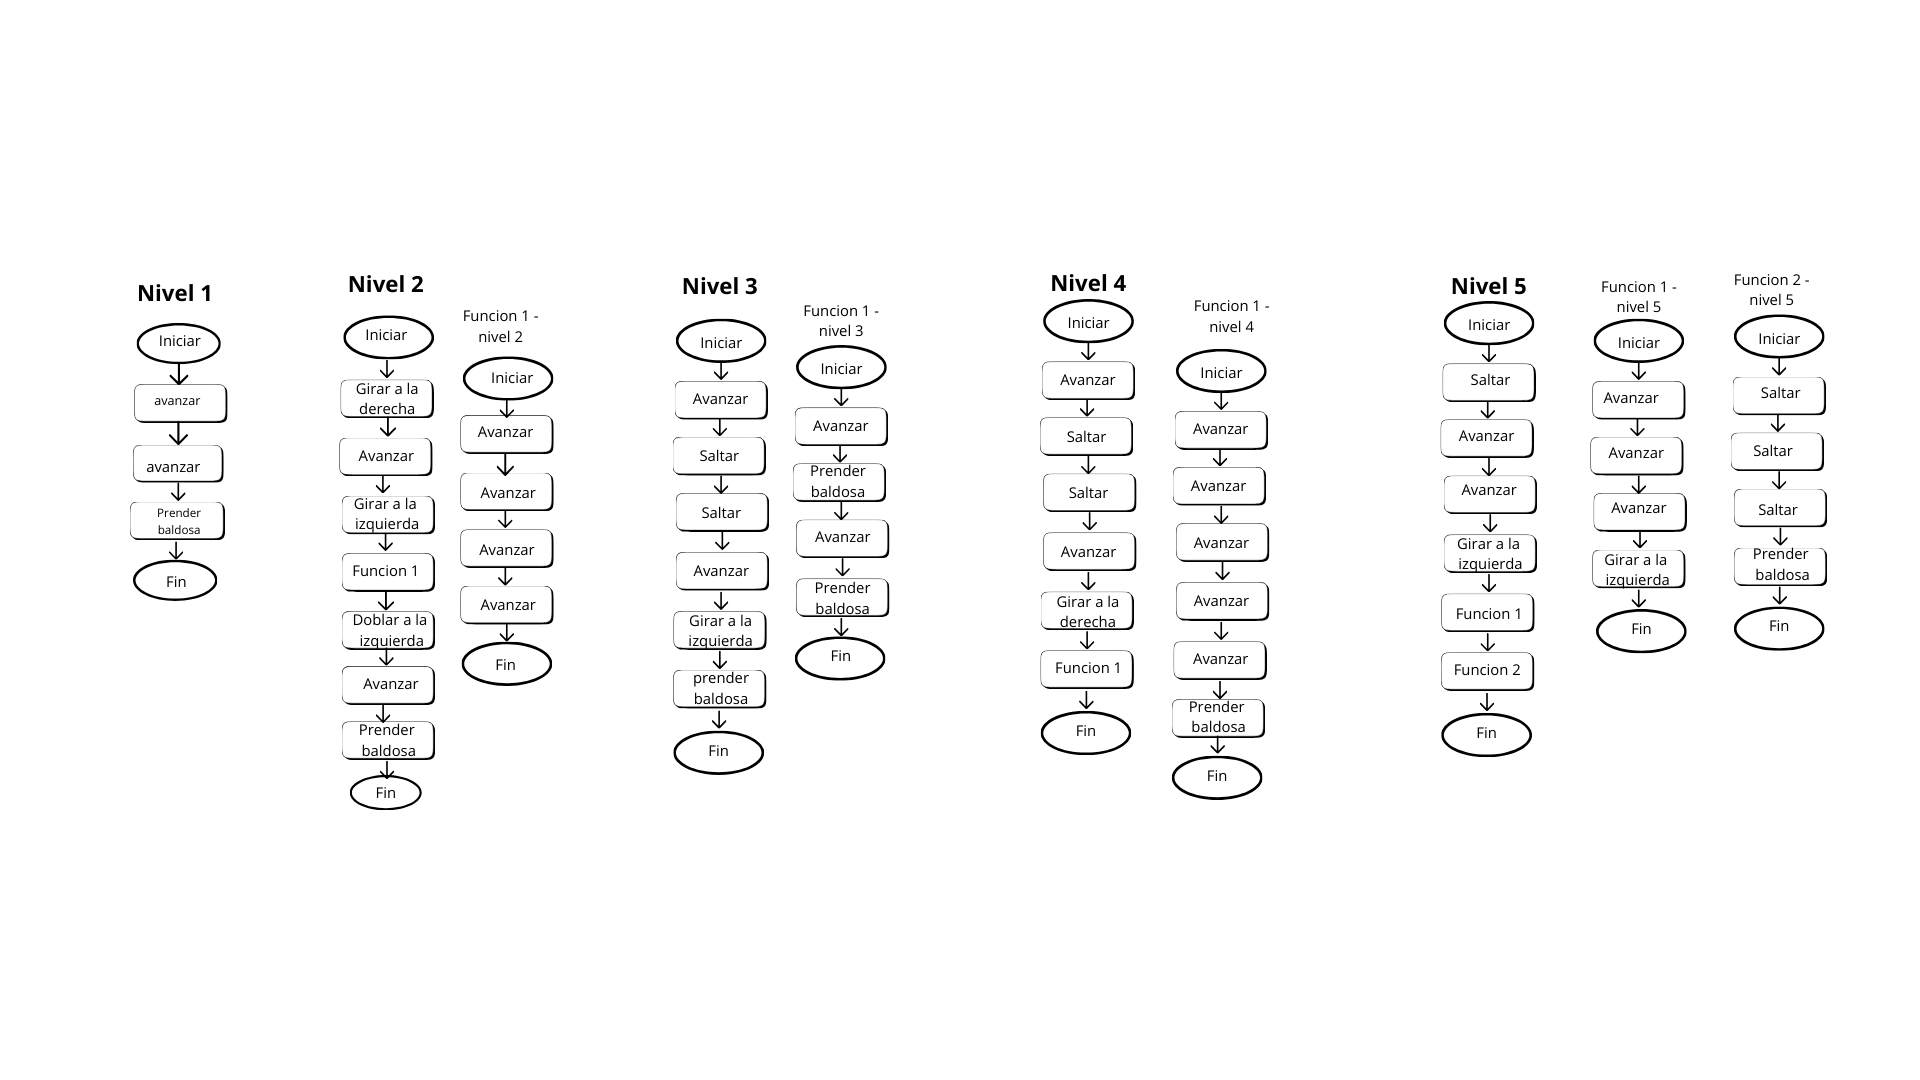 Nivel 1
Iniciar
avanzar
avanzar
Prender
baldosa
Fin
Nivel 2
Iniciar
Girar a la
derecha
Avanzar
Girar a la
izquierda
Funcion 1
Doblar a la
izquierda
Avanzar
Prender
baldosa
Fin
Funcion 1 -
nivel 2
Iniciar
Avanzar
Avanzar
Avanzar
Avanzar
Fin
Nivel 3
Iniciar
Avanzar
Saltar
Saltar
Avanzar
Girar a la
izquierda
prender
baldosa
Fin
Funcion 1 -
nivel 3
Iniciar
Avanzar
Prender
baldosa
Avanzar
Prender
baldosa
Fin
Nivel 4
Iniciar
Avanzar
Saltar
Saltar
Avanzar
Girar a la
derecha
Funcion 1
Fin
Funcion 1 -
nivel 4
Iniciar
Avanzar
Avanzar
Avanzar
Avanzar
Avanzar
Prender
baldosa
Fin
Nivel 5
Iniciar
Saltar
Avanzar
Avanzar
Girar a la
izquierda
Funcion 1
Funcion 2
Fin
Funcion 1 -
nivel 5
Iniciar
Avanzar
Avanzar
Avanzar
Girar a la
izquierda
Fin
Funcion 2 -
nivel 5
Iniciar
Saltar
Saltar
Saltar
Prender
baldosa
Fin